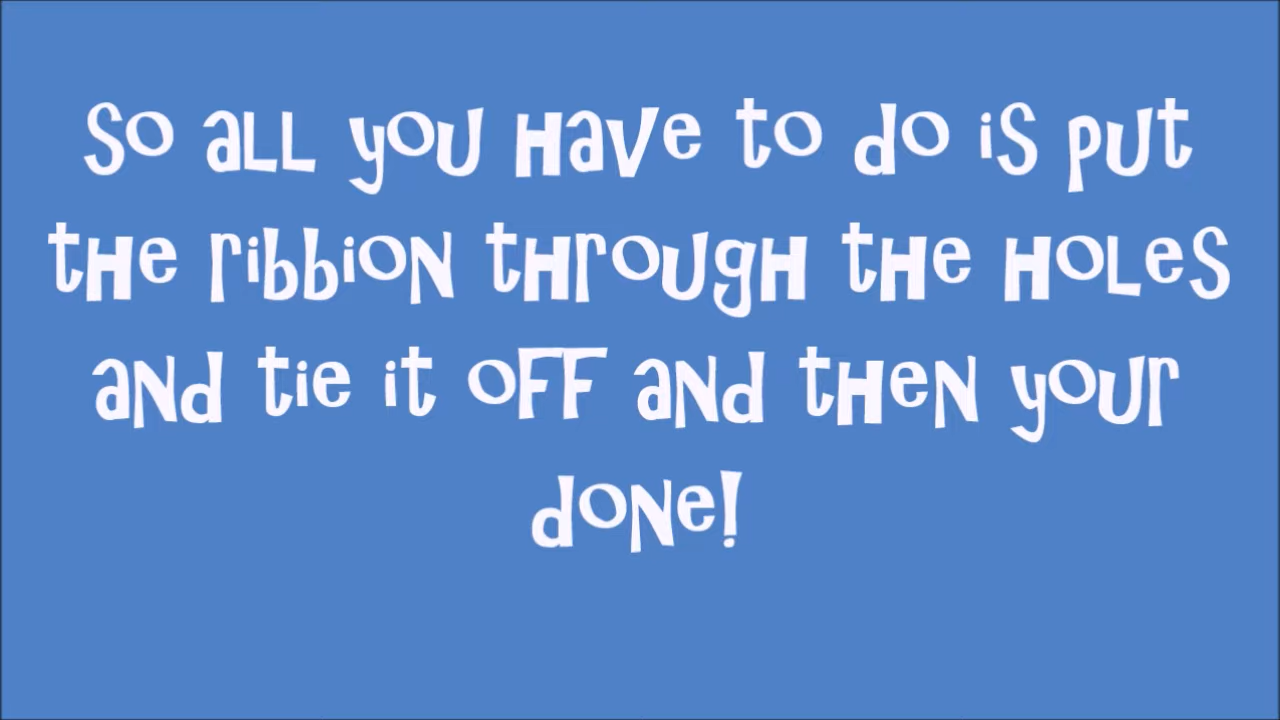 So all you have to do is put
the ribbion through the holes
and tie it off and then your
done!